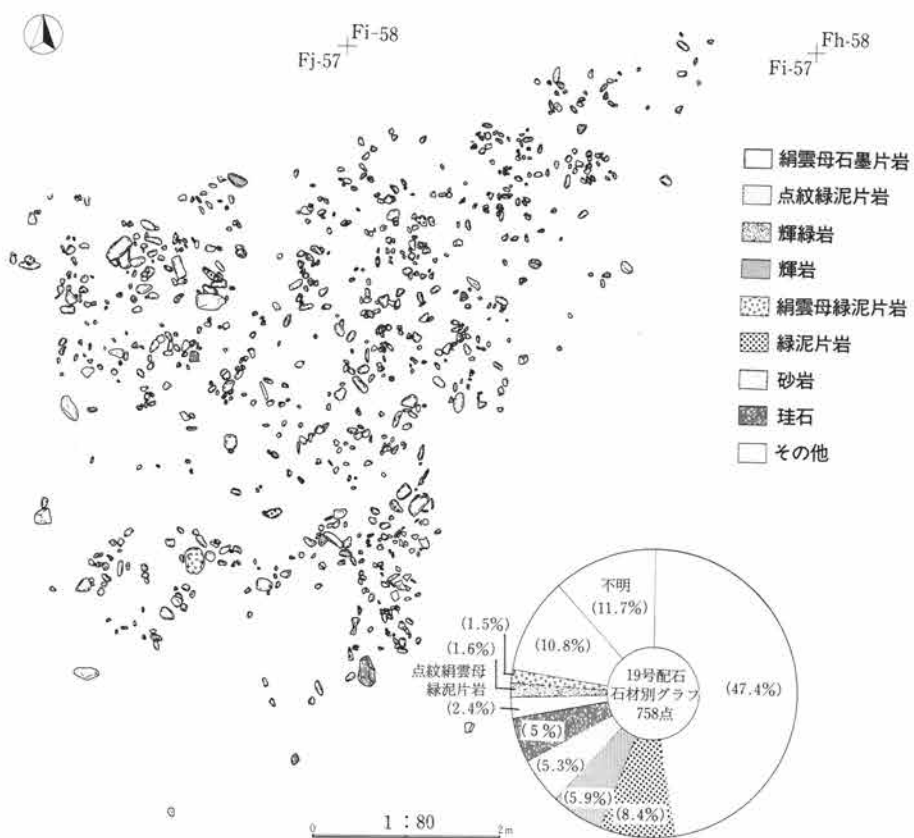 Fi-58
Fj-57
Fh-58
Fi-57
絹雲母石墨片岩
点紋緑泥片岩
輝緑岩
輝岩
絹雲母緑泥片岩
緑泥片岩
砂岩
珪石
その他
不明
(11.7%)
(1.5%)
(10.8%)
(1.6%)
点紋絹雲母
緑泥片岩
(2.4%)
19号配石
石材別グラフ
758点
(47.4%)
(5%)
(5.3%)
(5.9%)
(8.4%)
1：80
0
2m